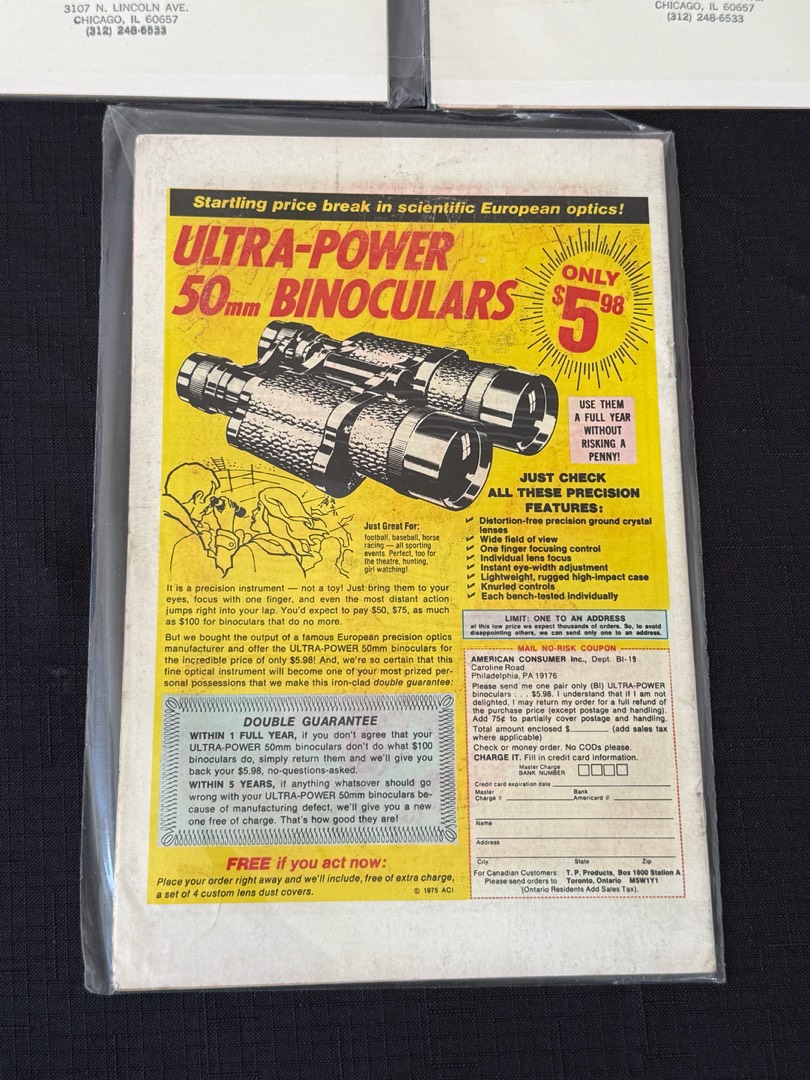 3107 N. LINCOLN AVE.
CHICAGO, IL 60657
(312) 248-6533
CHICAGO, IL 60657
(312) 248-6533
Startling price break in scientific European optics!
ULTRA-POWER
50mm BINOCULARS
ONLY
$5.98
USE THEM
A FULL YEAR
WITHOUT
RISKING A
PENNY!
JUST CHECK
ALL THESE PRECISION
FEATURES:
Distortion-free precision ground crystal
lenses
Wide field of view
One finger focusing control
Individual lens focus
Instant eye-width adjustment
Lightweight, rugged high-impact case
Knurled controls
Each bench-tested individually
Just Great For:
football, baseball, horse
racing — all sporting
events. Perfect, too for
the theatre, hunting,
girl watching!
It is a precision instrument — not a toy! Just bring them to your
eyes, focus with one finger, and even the most distant action
jumps right into your lap. You'd expect to pay $50, $75, as much
as $100 for binoculars that do no more.
But we bought the output of a famous European precision optics
manufacturer and offer the ULTRA-POWER 50mm binoculars for
the incredible price of only $5.98! And, we're so certain that this
fine optical instrument will become one of your most prized per-
sonal possessions that we make this iron-clad double guarantee:
DOUBLE GUARANTEE
WITHIN 1 FULL YEAR, if you don't agree that your
ULTRA-POWER 50mm binoculars don't do what $100
binoculars do, simply return them and we'll give you
back your $5.98, no-questions-asked.
WITHIN 5 YEARS, if anything whatsoever should go
wrong with your ULTRA-POWER 50mm binoculars be-
cause of manufacturing defect, we'll give you a new
one free of charge. That's how good they are!
FREE if you act now:
Place your order right away and we'll include, free of extra charge,
a set of 4 custom lens dust covers.
© 1975 ACI
LIMIT: ONE TO AN ADDRESS
at this low price we expect thousands of orders. So, to avoid
disappointing others, we can send only one to an address.
MAIL NO-RISK COUPON
AMERICAN CONSUMER Inc., Dept. BI-19
Caroline Road
Philadelphia, PA 19176
Please send me one pair only (BI) ULTRA-POWER
binoculars . . . $5.98. I understand that if I am not
delighted, I may return my order for a full refund of
the purchase price (except postage and handling).
Add 75¢ to partially cover postage and handling.
Total amount enclosed $ (add sales tax
where applicable)
Check or money order. No CODs please.
CHARGE IT. Fill in credit card information.
Master Charge
BANK NUMBER
Credit card expiration date
Master Bank
Charge # Americard #
Name
Address
City State Zip
For Canadian Customers: T. P. Products, Box 1600 Station A
Please send orders to Toronto, Ontario M5W1Y1
(Ontario Residents Add Sales Tax).